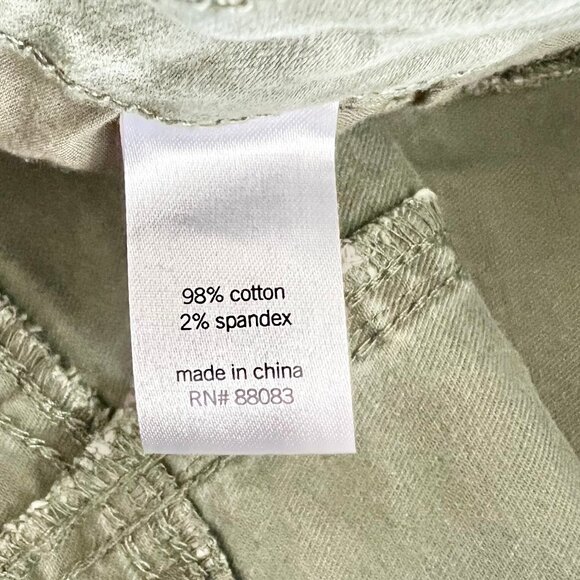 98% cotton
2% spandex
made in china
RN# 88083